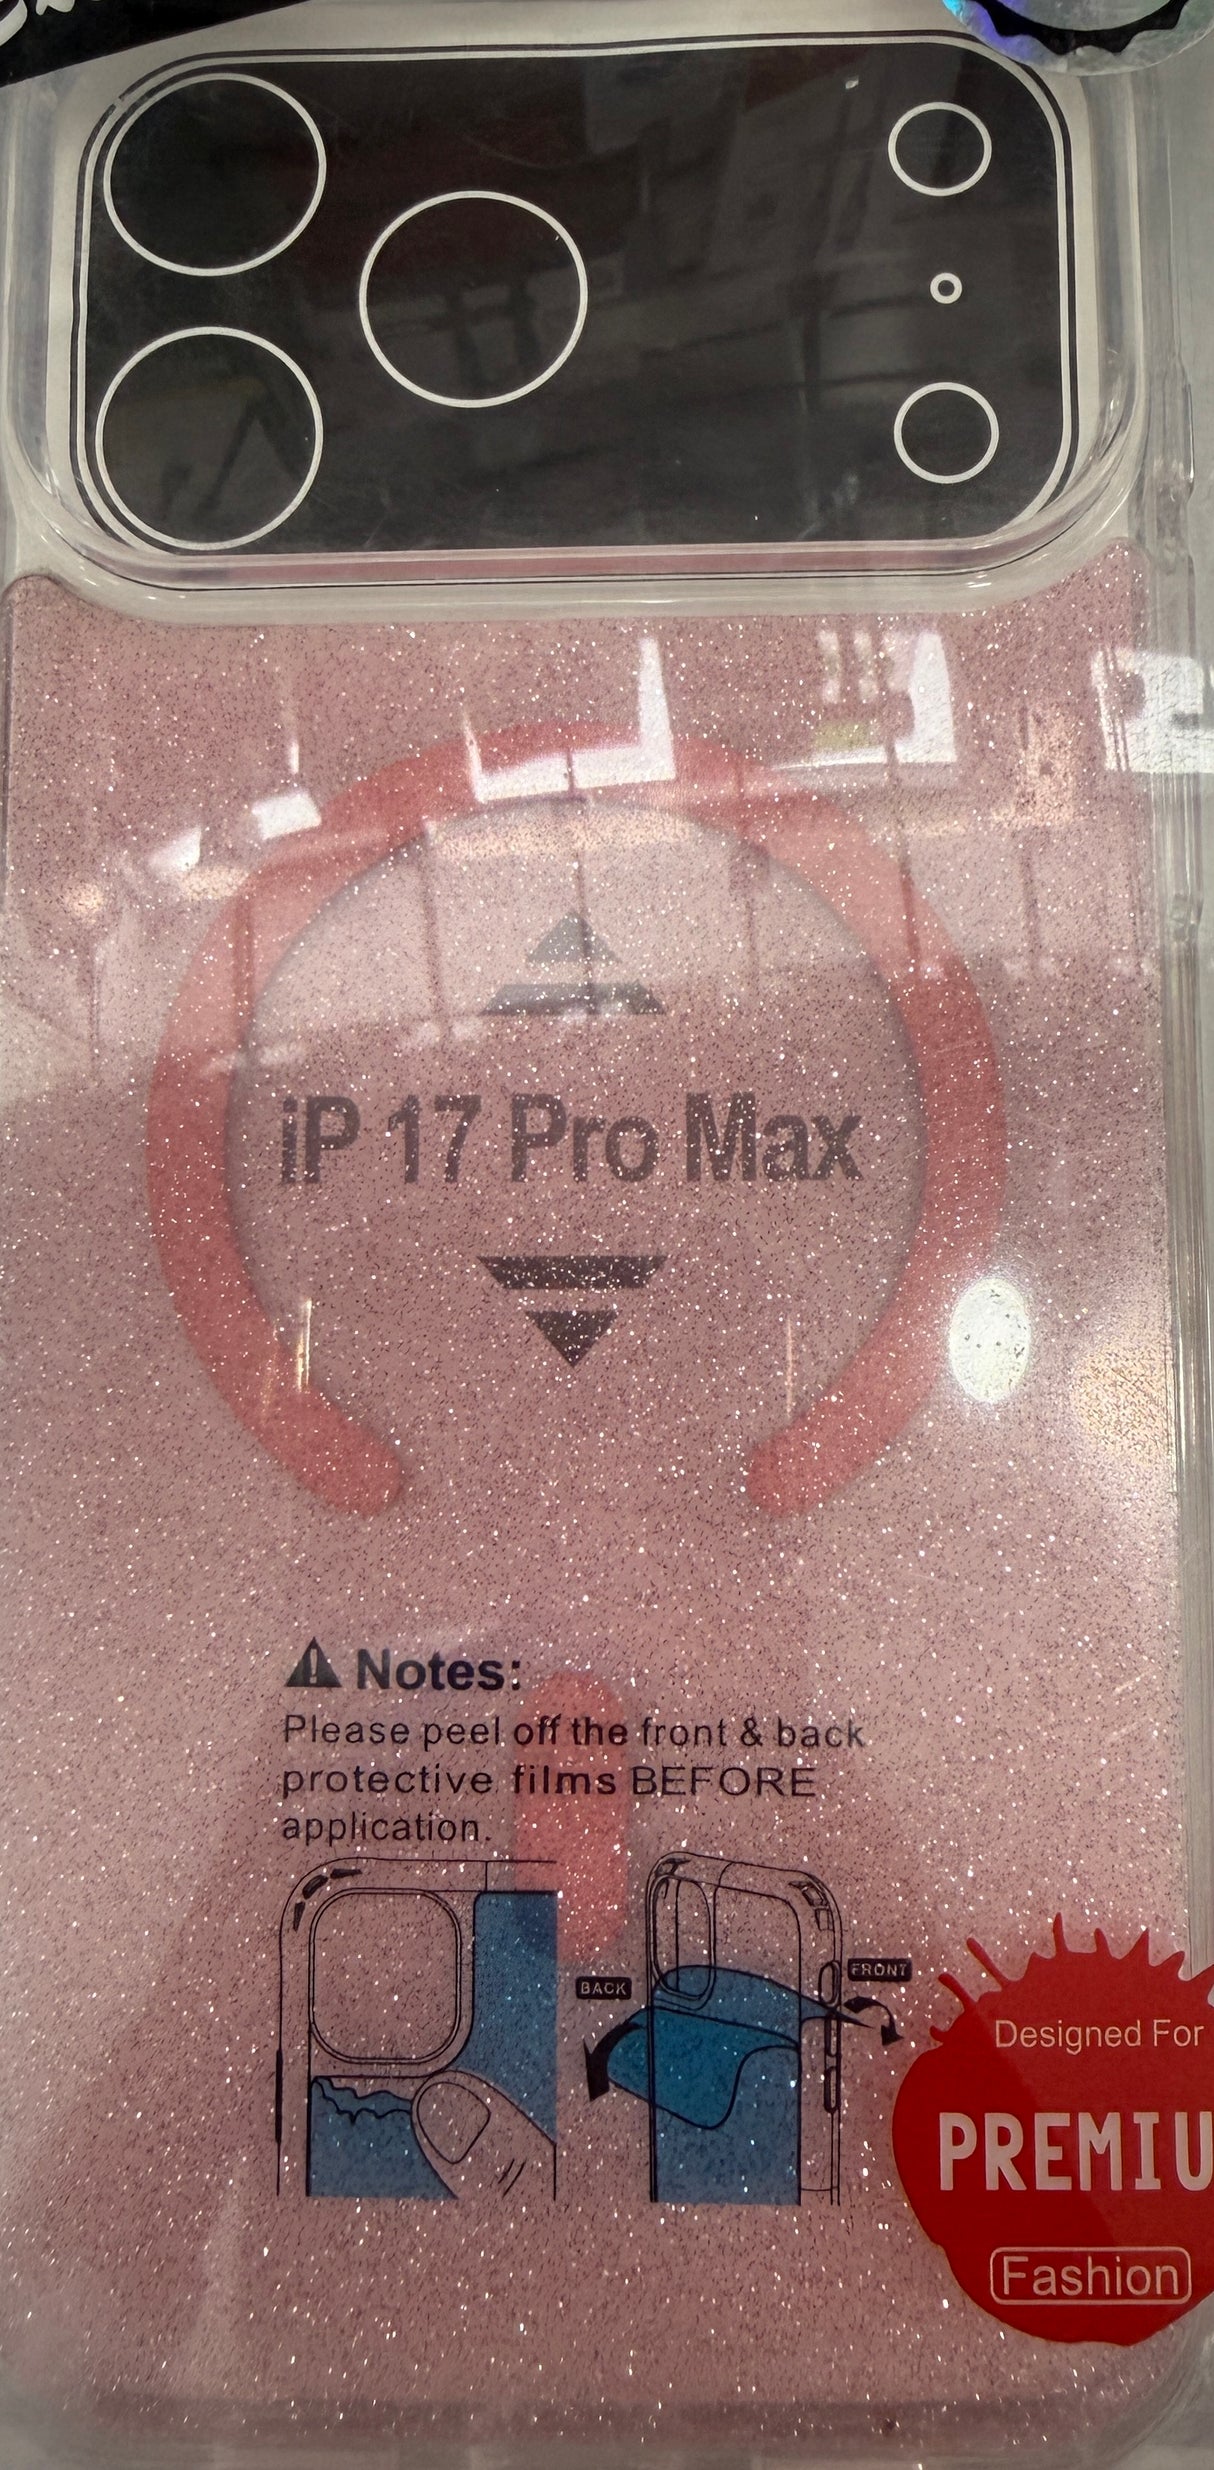 iP 17 Pro Max
Notes:
Please peel off the front & back
protective films BEFORE
application.
BACK
FRONT
Designed For
PREMIU
Fashion